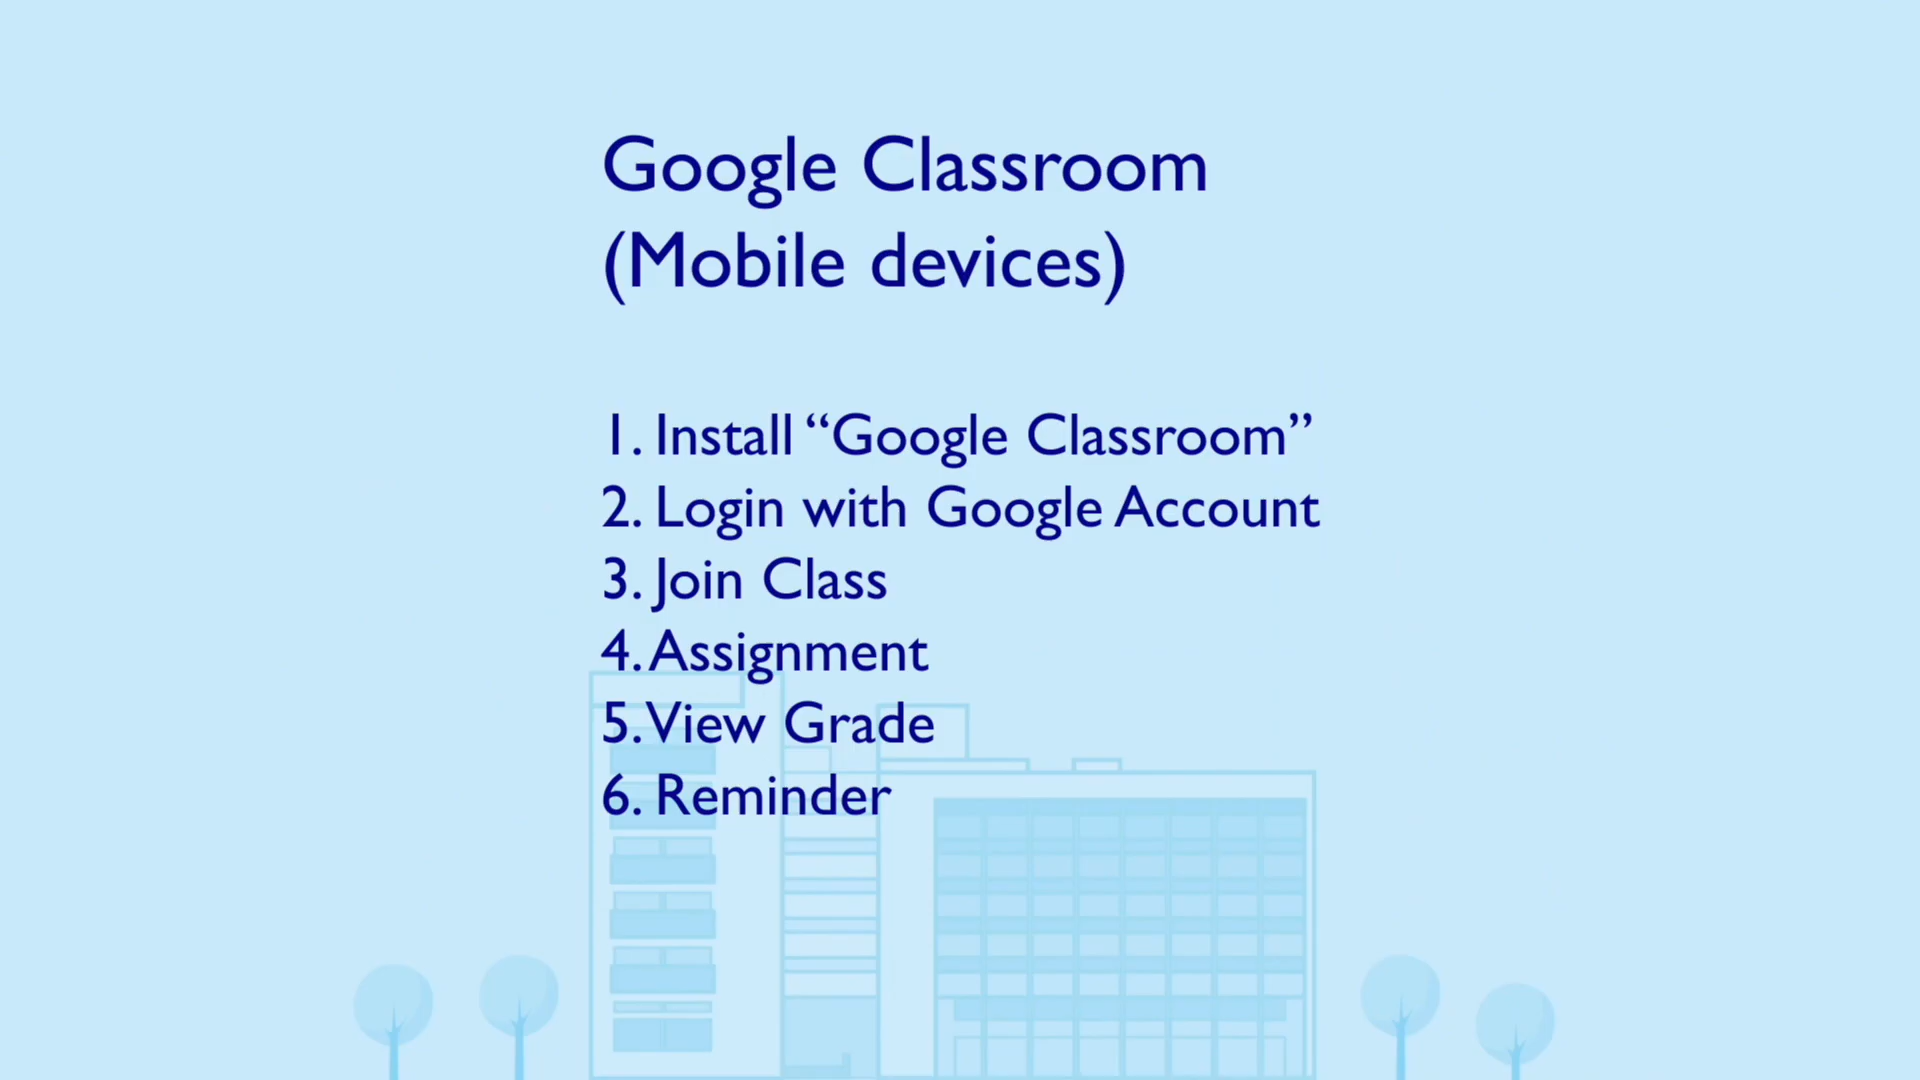 Google Classroom
(Mobile devices)
1. Install “Google Classroom”
2. Login with Google Account
3. Join Class
4. Assignment
5. View Grade
6. Reminder